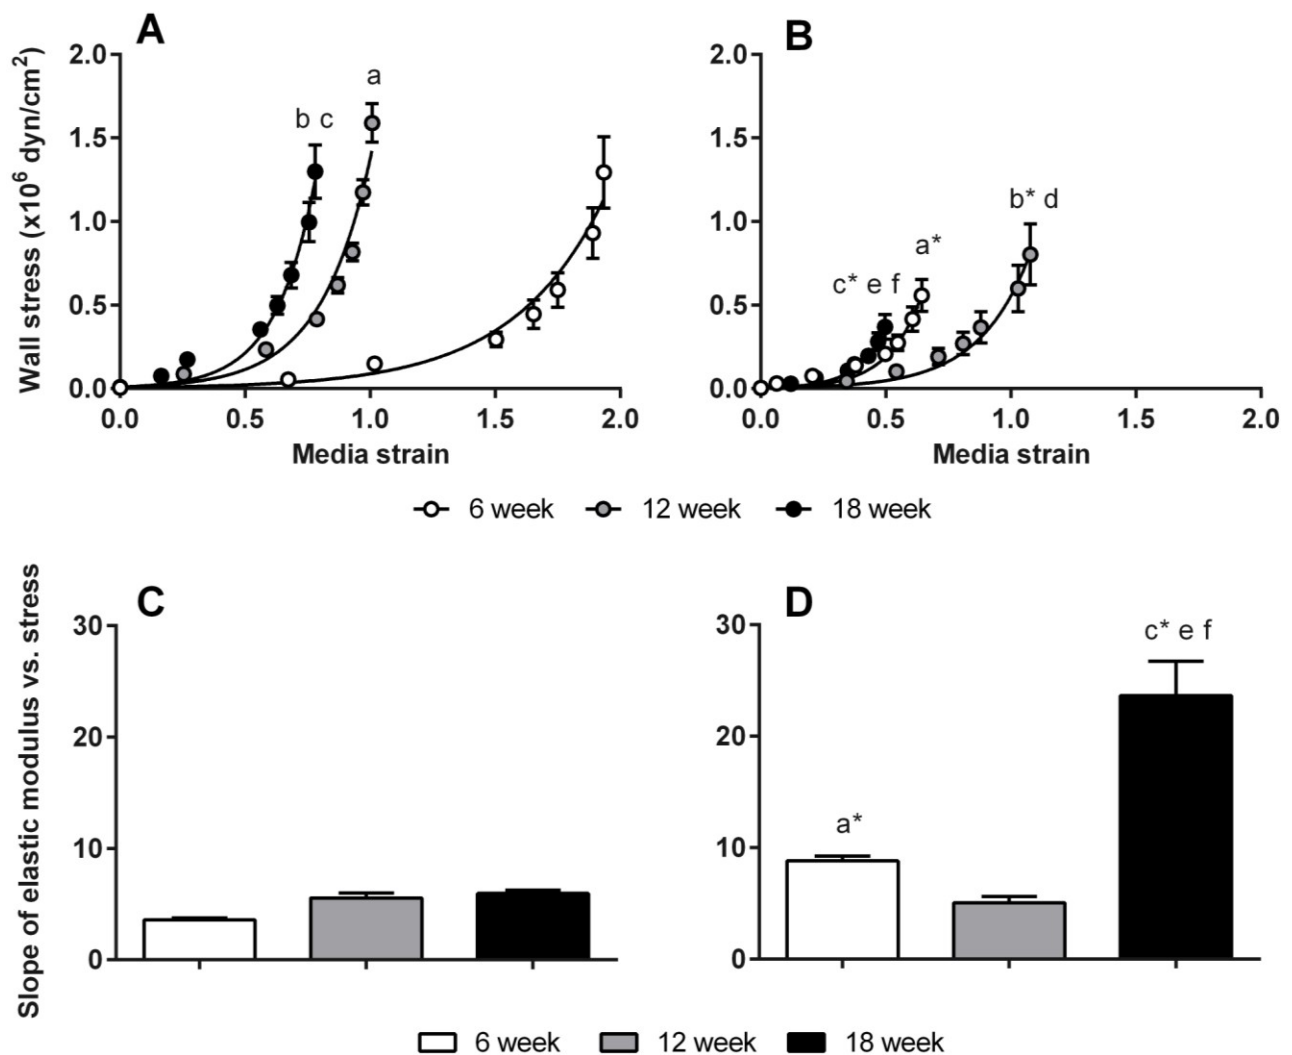 A
B
Wall stress (x10⁶ dyn/cm²)
2.0
1.5
1.0
0.5
0.0
b c
a
0.0 0.5 1.0 1.5 2.0
Media strain
2.0
1.5
1.0
0.5
0.0
c* e f
a*
b* d
0.0 0.5 1.0 1.5 2.0
Media strain
6 week 12 week 18 week
C
D
Slope of elastic modulus vs. stress
30
20
10
0
30
20
10
0
a*
c* e f
6 week 12 week 18 week